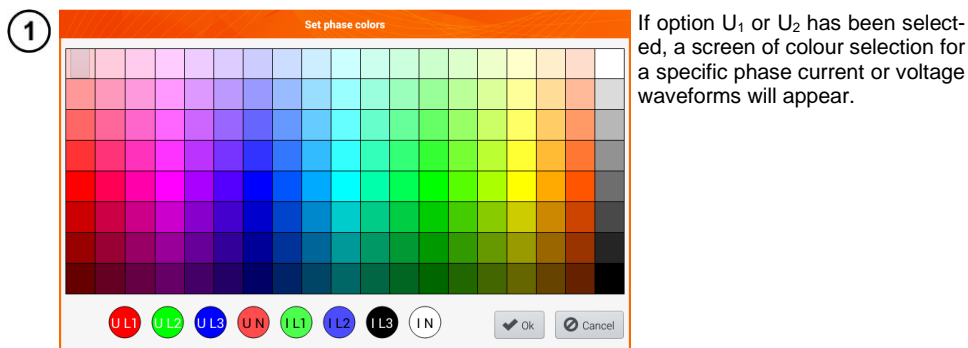 1
Set phase colors
If option U₁ or U₂ has been select-
ed, a screen of colour selection for
a specific phase current or voltage
waveforms will appear.
U L1 U L2 U L3 U N I L1 I L2 I L3 I N Ok Cancel